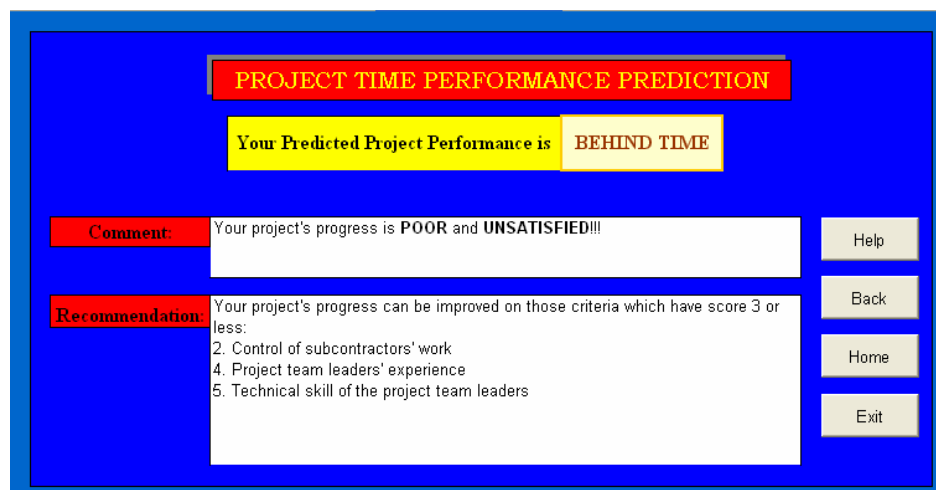 PROJECT TIME PERFORMANCE PREDICTION
Your Predicted Project Performance is BEHIND TIME
Comment: Your project's progress is POOR and UNSATISFIED!!!
Help
Recommendation: Your project's progress can be improved on those criteria which have score 3 or
less:
2. Control of subcontractors' work
4. Project team leaders' experience
5. Technical skill of the project team leaders
Back
Home
Exit